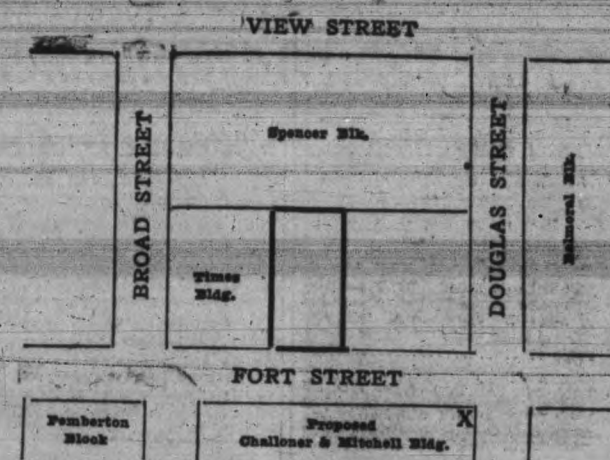 VIEW STREET
Spencer Blk.
BROAD STREET
DOUGLAS STREET
Balmoral Blk.
Times
Bldg.
FORT STREET
Pemberton
Block
Proposed
Challoner & Mitchell Bldg.
X